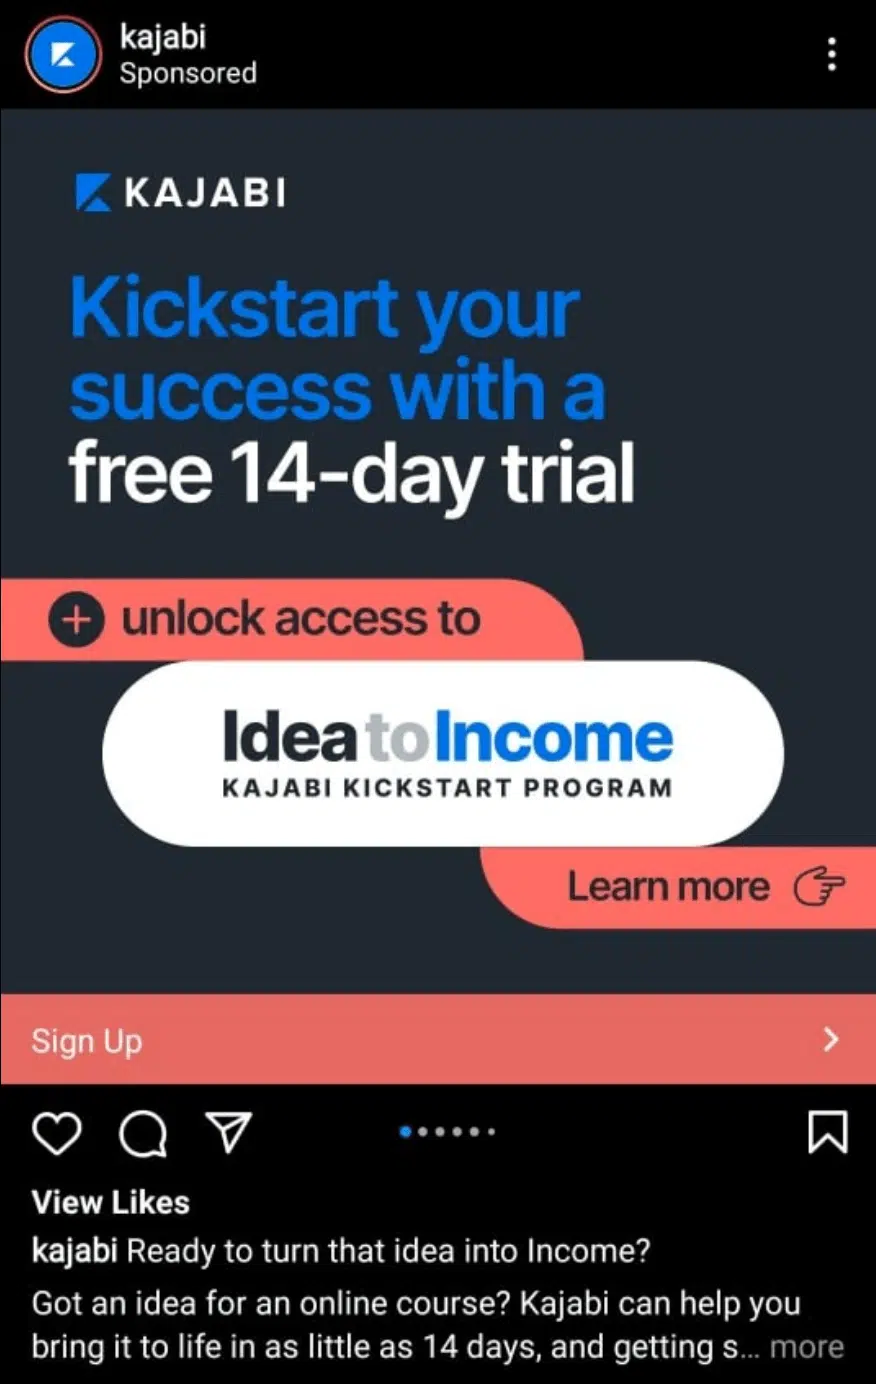 kajabi
Sponsored
KAJABI
Kickstart your
success with a
free 14-day trial
unlock access to
Idea to Income
KAJABI KICKSTART PROGRAM
Learn more
Sign Up
View Likes
kajabi Ready to turn that idea into Income?
Got an idea for an online course? Kajabi can help you
bring it to life in as little as 14 days, and getting s... more